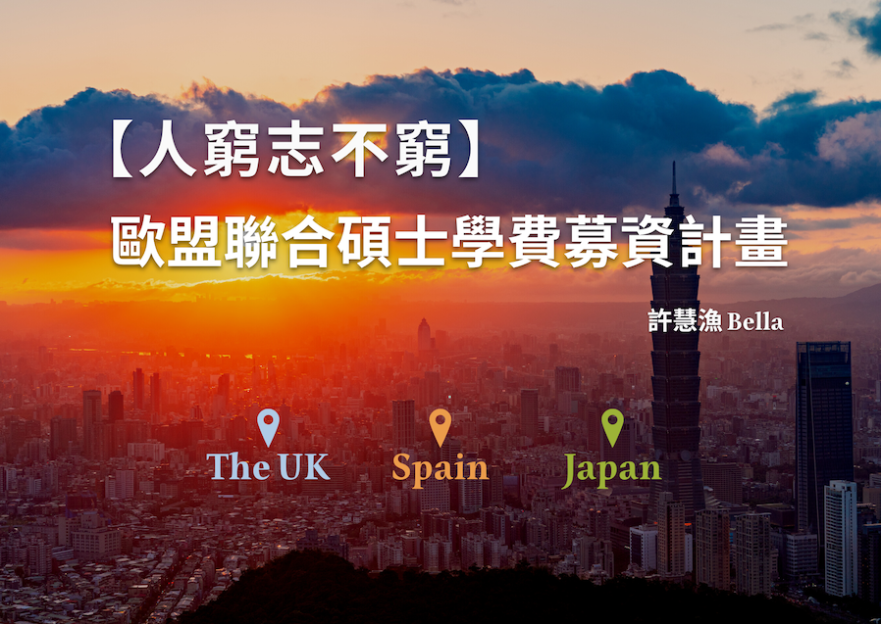 【人窮志不窮】
歐盟聯合碩士學費募資計畫
許慧漁 Bella
The UK
Spain
Japan